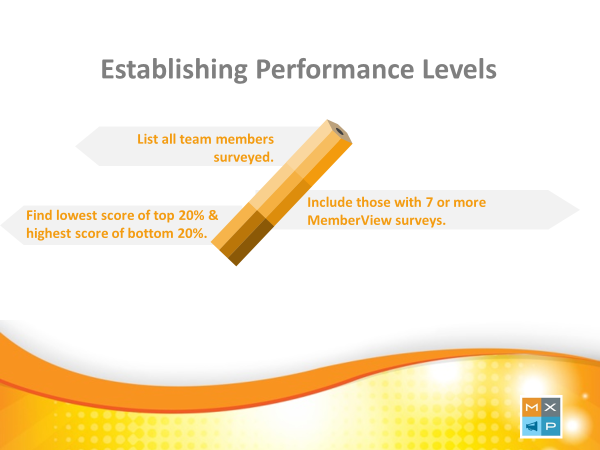 Establishing Performance Levels
List all team members
surveyed.
Include those with 7 or more
MemberView surveys.
Find lowest score of top 20% &
highest score of bottom 20%.
M X
P